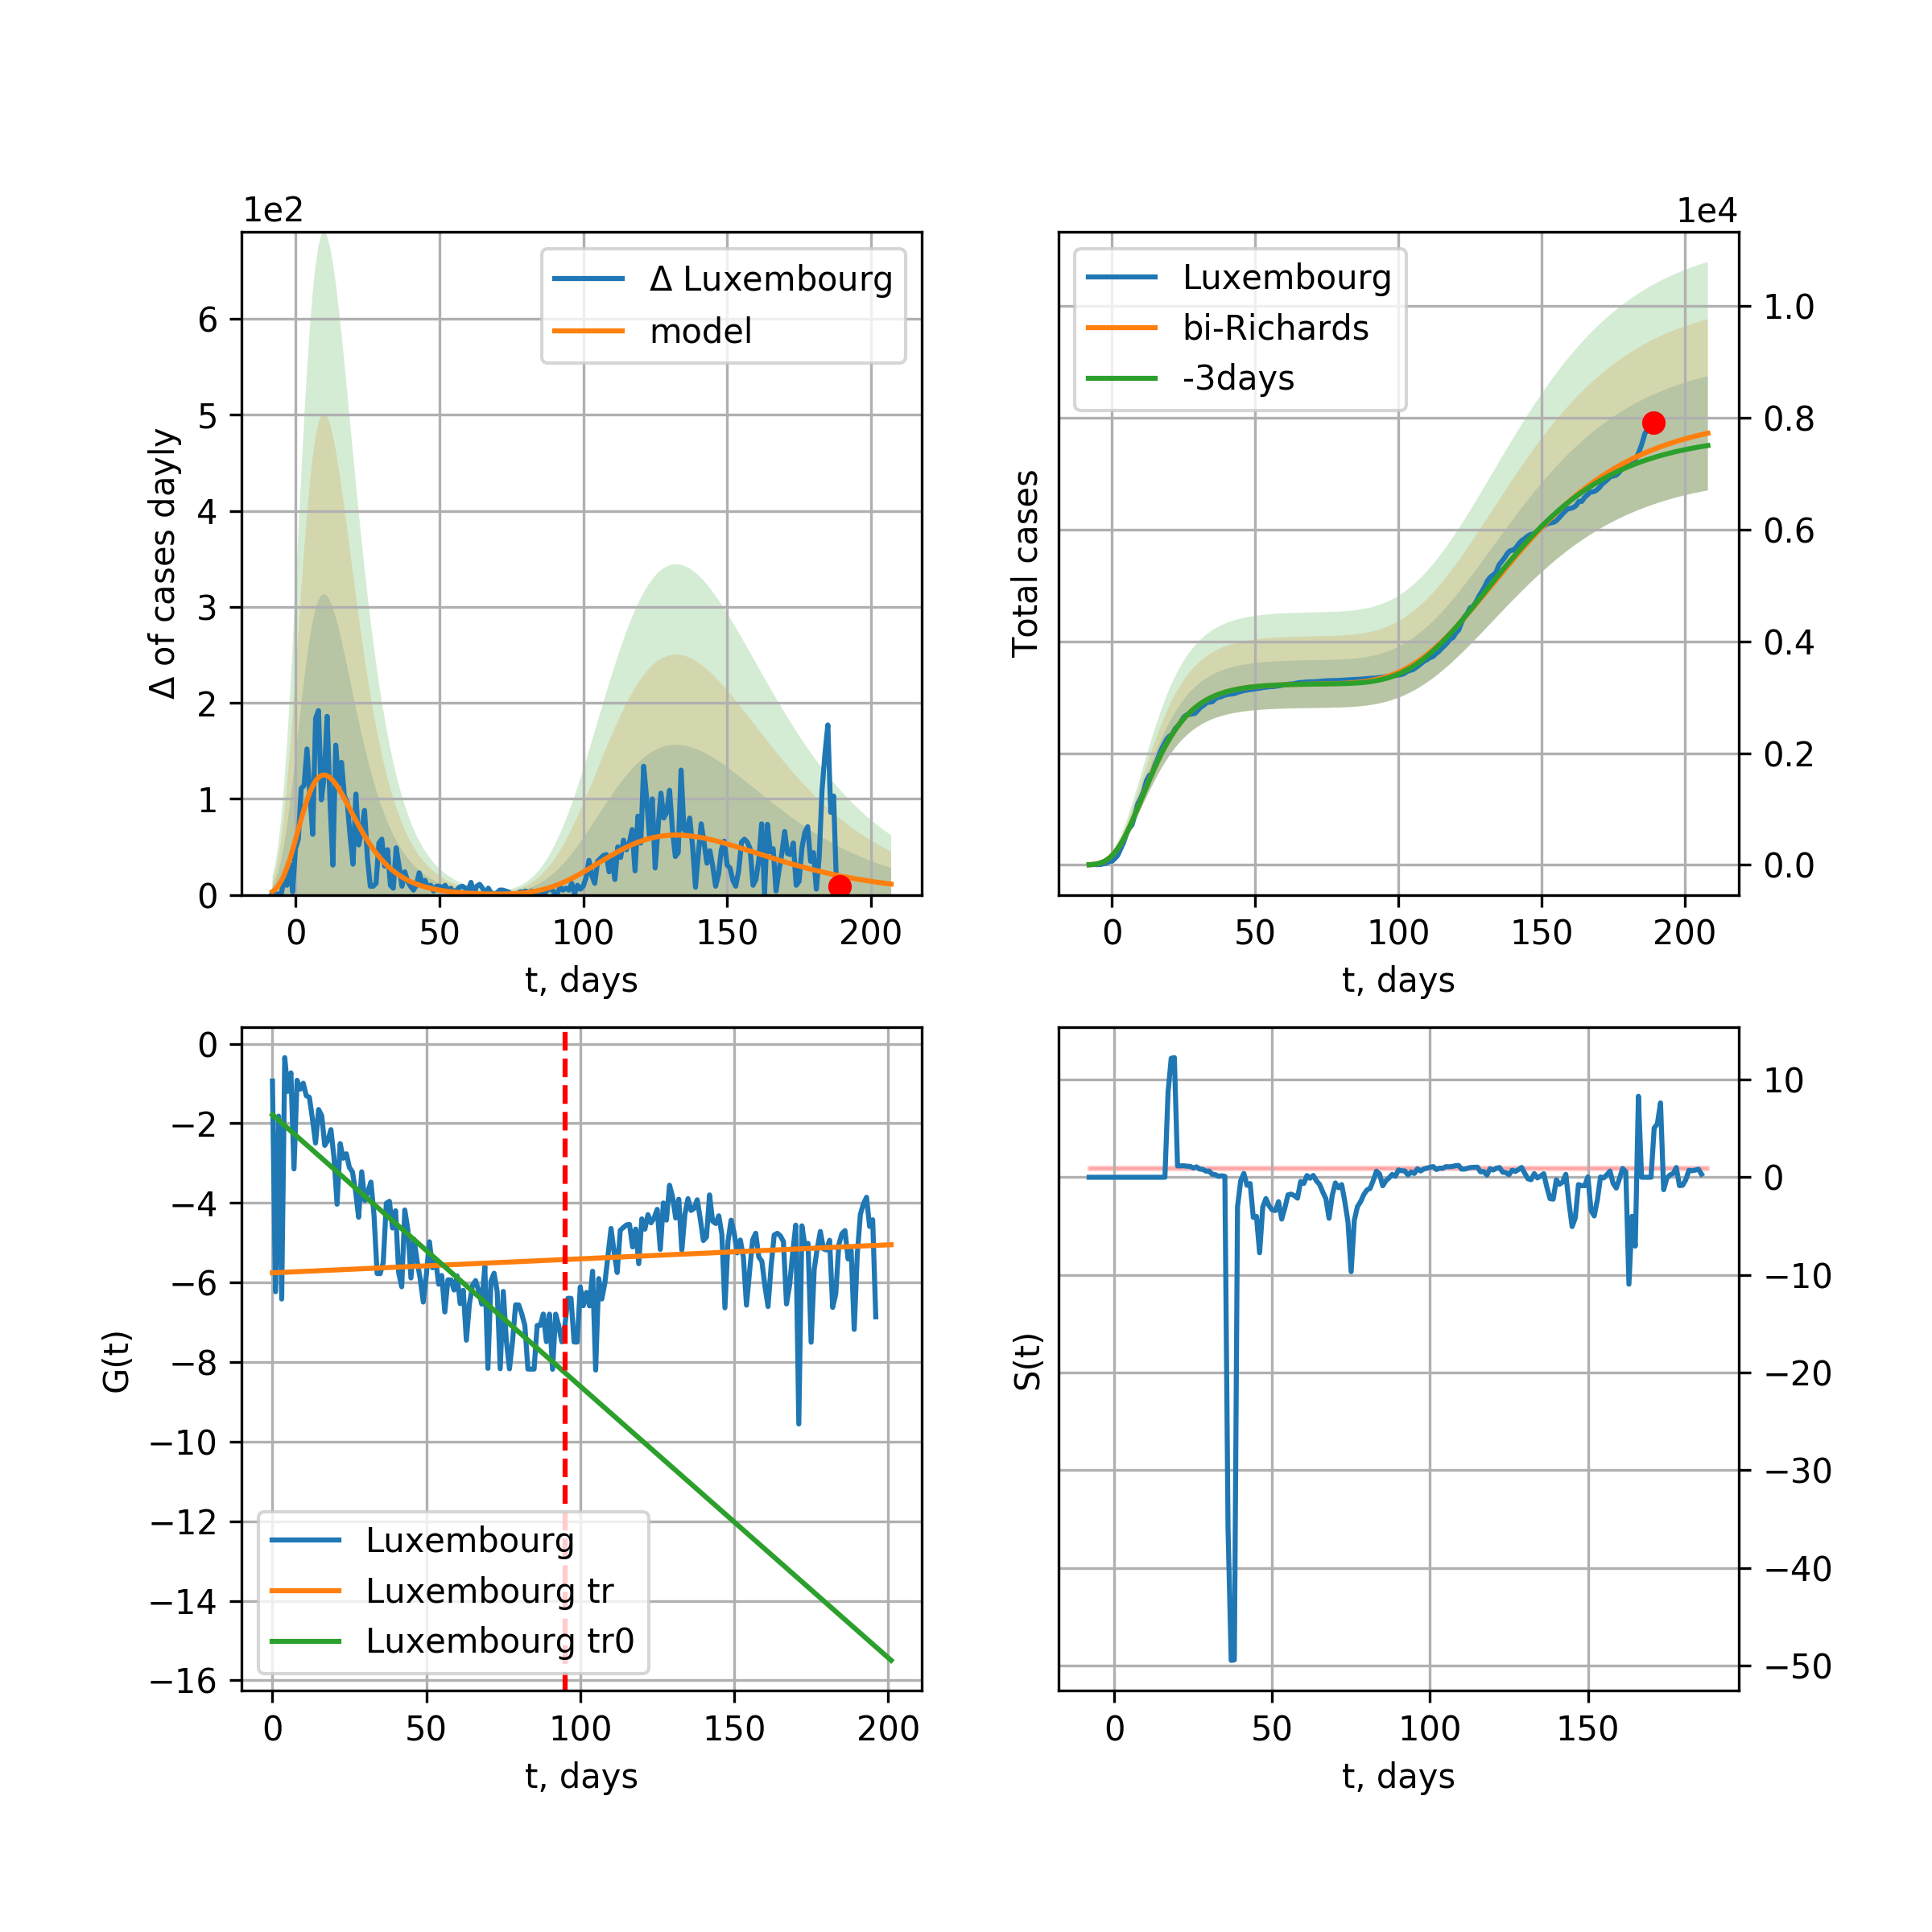 1e2
Δ Luxembourg
model
6
5
4
3
2
1
0
Δ of cases dayly
0 50 100 150 200
t, days
1e4
Luxembourg
bi-Richards
-3days
1.0
0.8
0.6
0.4
0.2
0.0
Total cases
0 50 100 150 200
t, days
0
−2
−4
−6
−8
−10
−12
−14
−16
G(t)
Luxembourg
Luxembourg tr
Luxembourg tr0
0 50 100 150 200
t, days
10
0
−10
−20
−30
−40
−50
S(t)
0 50 100 150
t, days